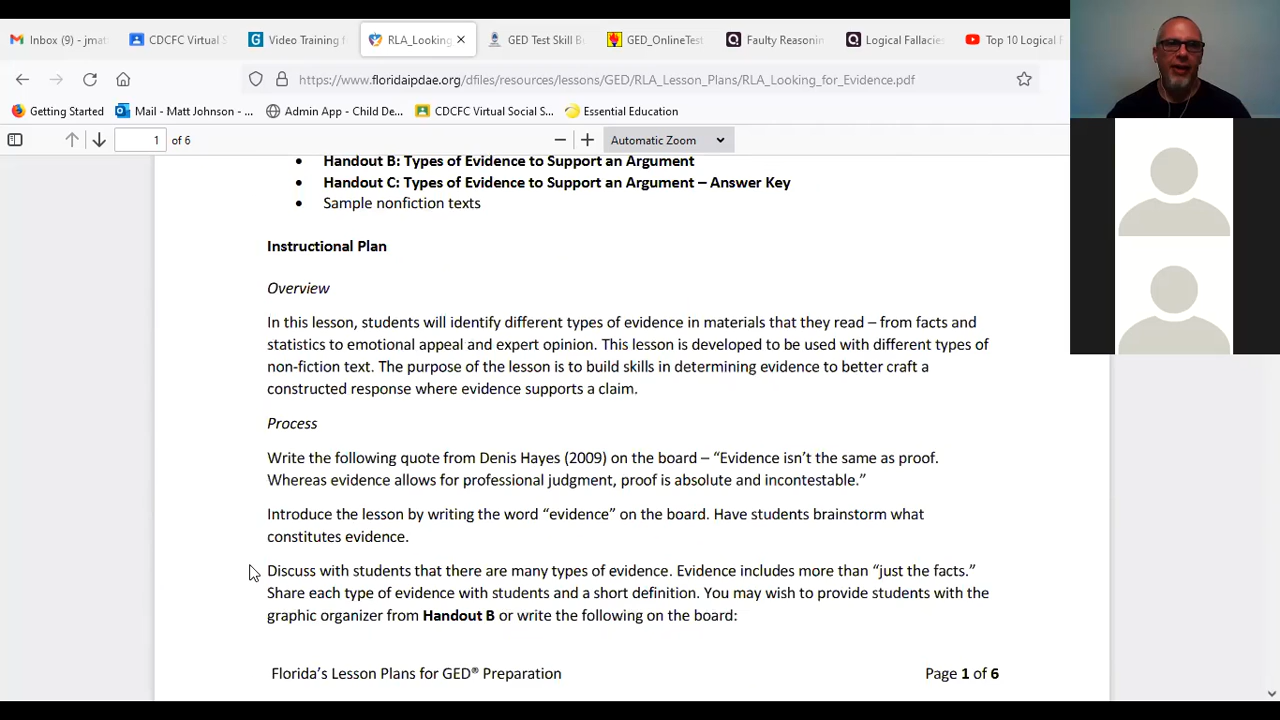 Inbox (9) - jmat
CDCFC Virtual S
Video Training f
RLA_Looking
GED Test Skill B
GED_OnlineTest
Faulty Reasonin
Logical Fallacie
Top 10 Logical F
https://www.floridaipdae.org/dfiles/resources/lessons/GED/RLA_Lesson_Plans/RLA_Looking_for_Evidence.pdf
Getting Started
Mail - Matt Johnson - ...
Admin App - Child De...
CDCFC Virtual Social S...
Essential Education
1 of 6
Automatic Zoom
• Handout B: Types of Evidence to Support an Argument
• Handout C: Types of Evidence to Support an Argument – Answer Key
• Sample nonfiction texts
Instructional Plan
Overview
In this lesson, students will identify different types of evidence in materials that they read – from facts and
statistics to emotional appeal and expert opinion. This lesson is developed to be used with different types of
non-fiction text. The purpose of the lesson is to build skills in determining evidence to better craft a
constructed response where evidence supports a claim.
Process
Write the following quote from Denis Hayes (2009) on the board – “Evidence isn’t the same as proof.
Whereas evidence allows for professional judgment, proof is absolute and incontestable.”
Introduce the lesson by writing the word “evidence” on the board. Have students brainstorm what
constitutes evidence.
Discuss with students that there are many types of evidence. Evidence includes more than “just the facts.”
Share each type of evidence with students and a short definition. You may wish to provide students with the
graphic organizer from Handout B or write the following on the board:
Florida’s Lesson Plans for GED® Preparation
Page 1 of 6